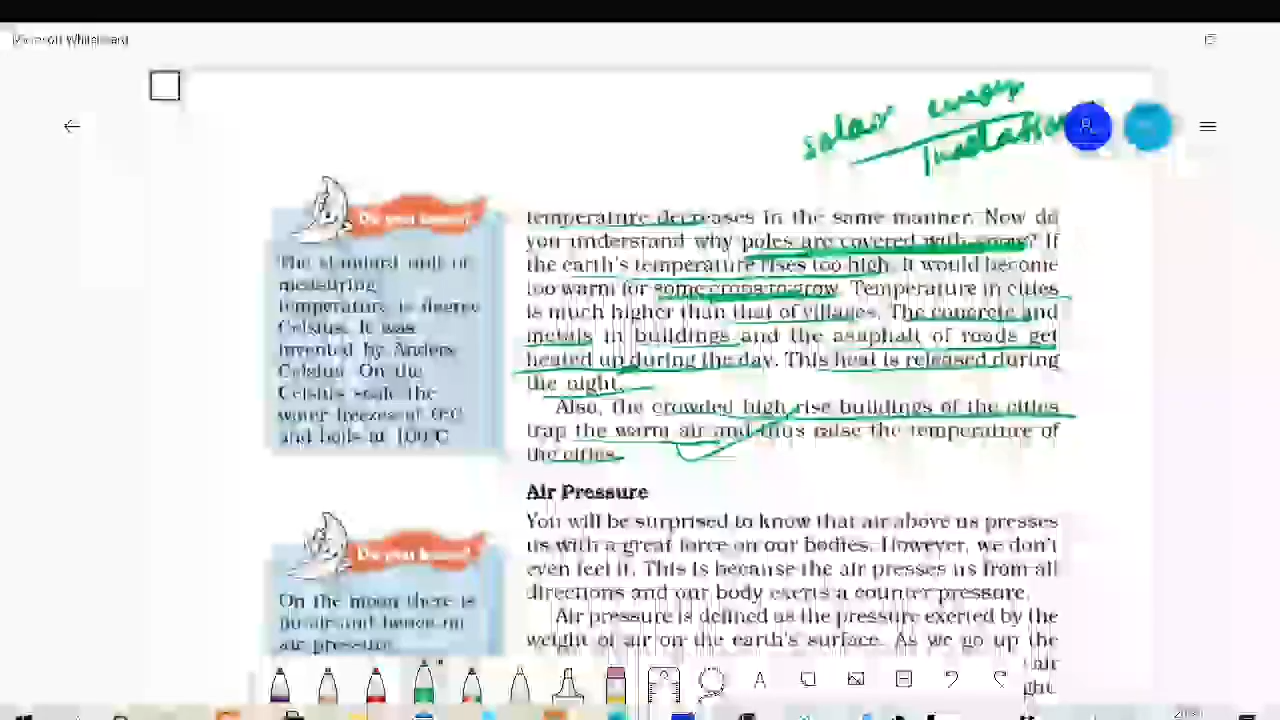 Microsoft Whiteboard
solar energy
Insolation
Do you know?
The standard unit of
measuring
temperature is degree
Celsius. It was
invented by Anders
Celsius. On the
Celsius scale the
water freezes at 0°C
and boils at 100°C
temperature decreases in the same manner. Now do
you understand why poles are covered with snow? If
the earth's temperature rises too high, it would become
too warm for some crops to grow. Temperature in cities
is much higher than that of villages. The concrete and
metals in buildings and the asaphalt of roads get
heated up during the day. This heat is released during
the night.
Also, the crowded high rise buildings of the cities
trap the warm air and thus raise the temperature of
the cities.
Air Pressure
You will be surprised to know that air above us presses
us with a great force on our bodies. However, we don't
even feel it. This is because the air presses us from all
directions and our body exerts a counter pressure.
Air pressure is defined as the pressure exerted by the
weight of air on the earth's surface. As we go up the
air
Do you know?
On the moon there is
no air and hence no
air pressure.